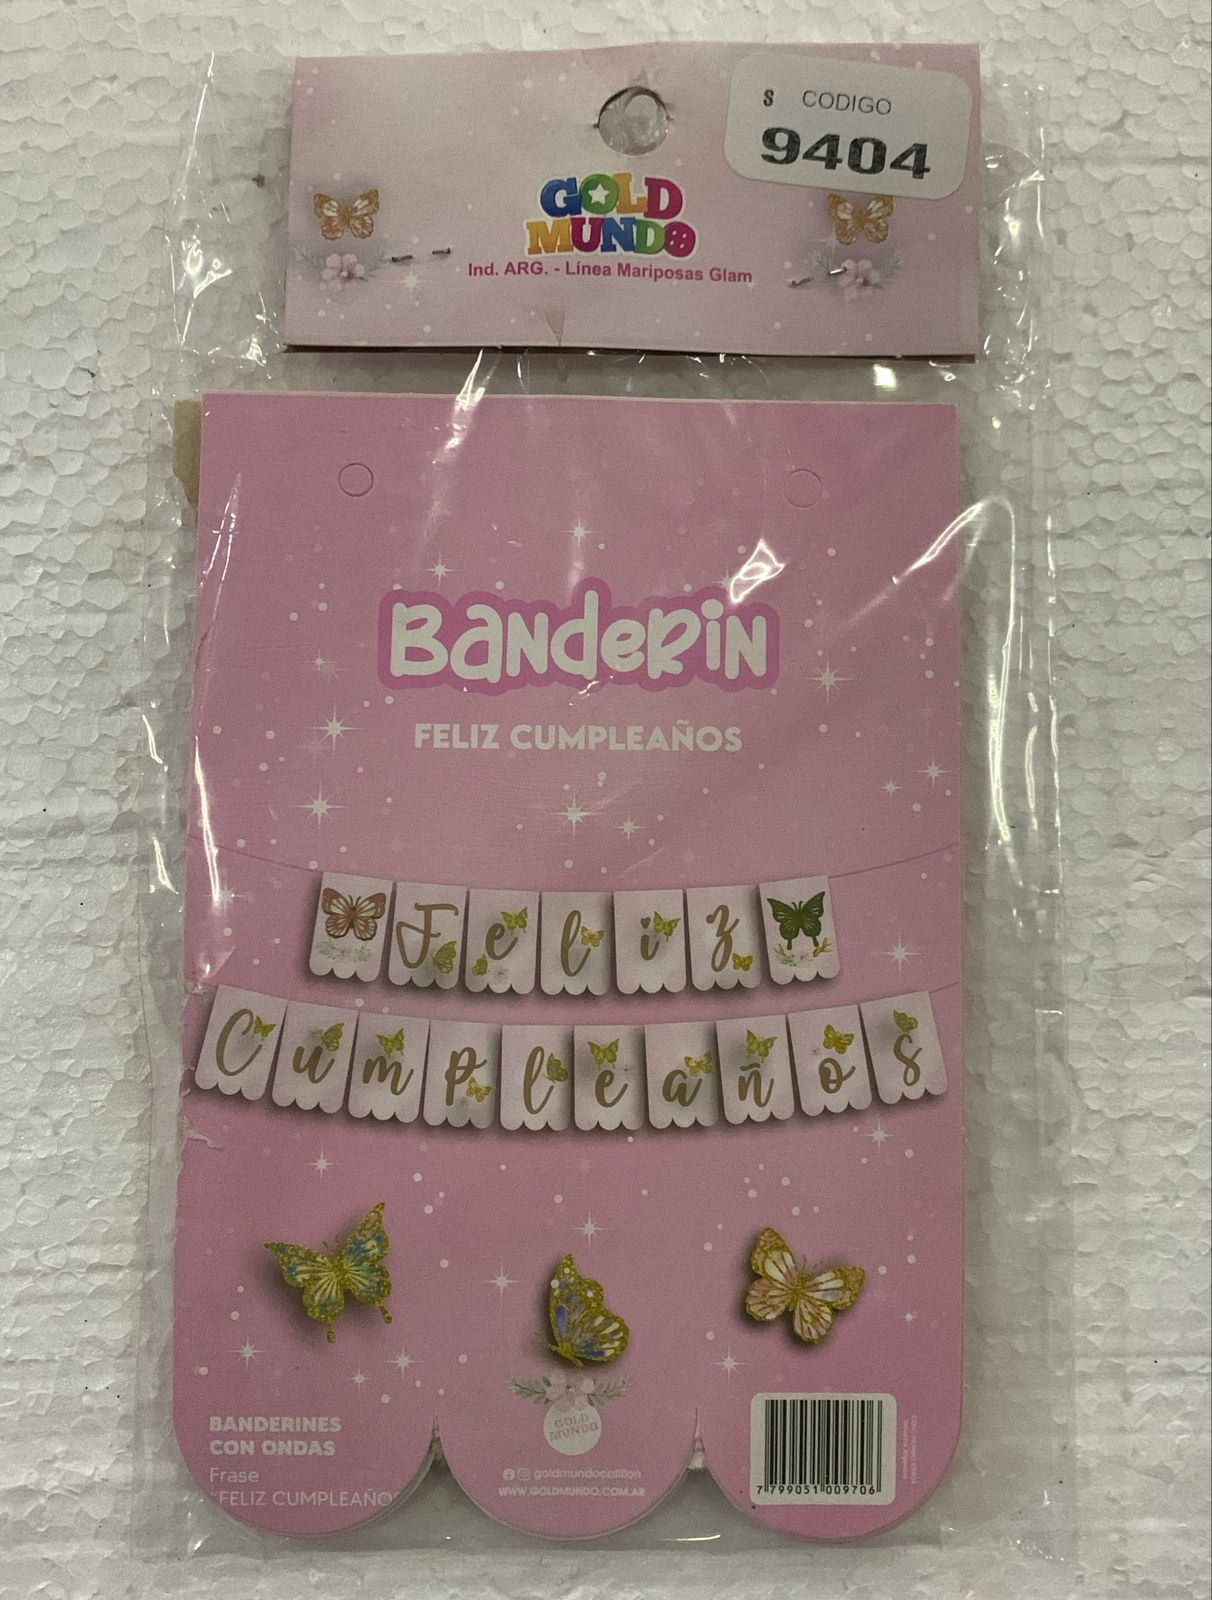 S CODIGO
9404
GOLD
MUNDO
Ind. ARG. - Línea Mariposas Glam
BANDERIN
FELIZ CUMPLEAÑOS
Feliz
Cumpleaños
BANDERINES
CON ONDAS
Frase
"FELIZ CUMPLEAÑOS
GOLD
MUNDO
goldmundocotillon
WWW.GOLDMUNDO.COM.AR
7 799051 009706